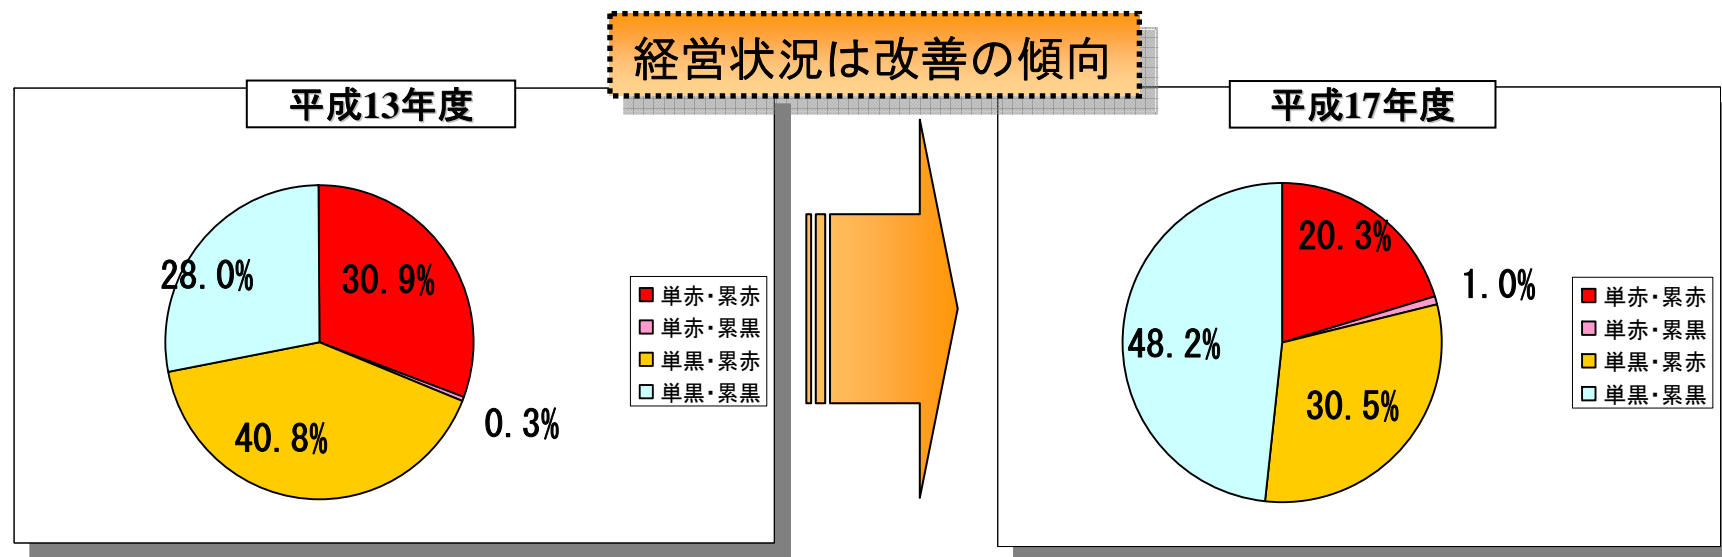 経営状況は改善の傾向
平成13年度
28.0%
30.9%
40.8%
0.3%
単赤・累赤
単赤・累黒
単黒・累赤
単黒・累黒
平成17年度
20.3%
1.0%
48.2%
30.5%
単赤・累赤
単赤・累黒
単黒・累赤
単黒・累黒